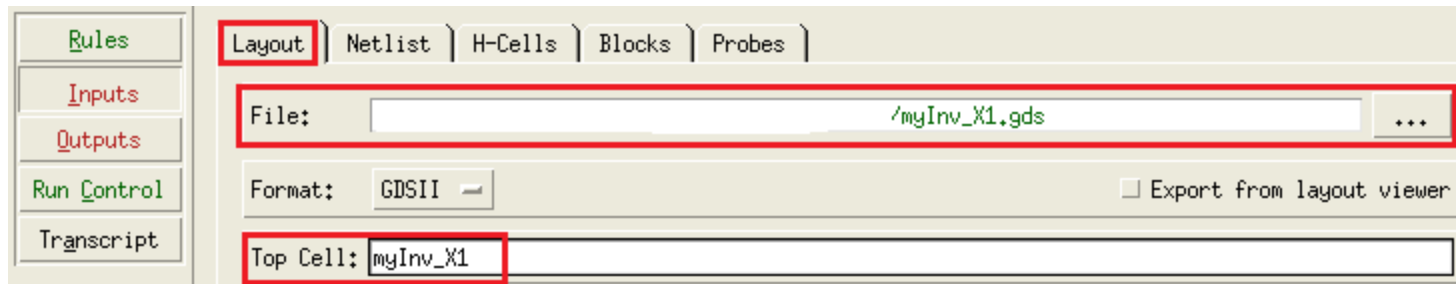 Rules
Inputs
Outputs
Run Control
Transcript
Layout Netlist H-Cells Blocks Probes
File: /myInv_X1.gds ...
Format: GDSII Export from layout viewer
Top Cell: myInv_X1